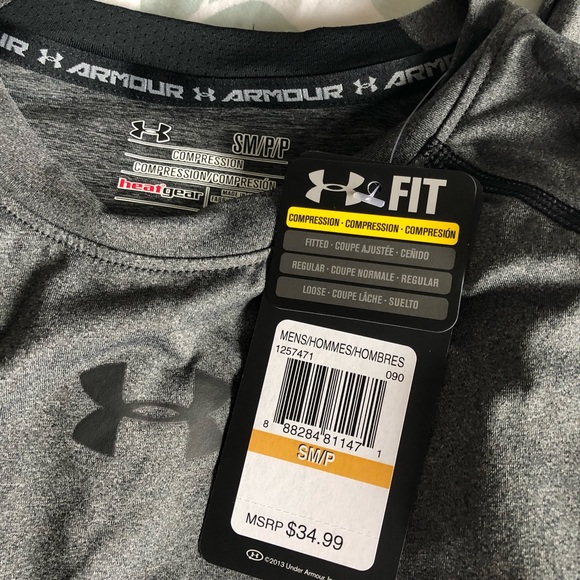 ARMOUR ARMOUR ARMOUR
SM/P/P
COMPRESSION
COMPRESSION/COMPRESIÓN
heatgear
MADE
FIT
COMPRESSION · COMPRESSION · COMPRESIÓN
FITTED · COUPE AJUSTÉE · CEÑIDO
REGULAR · COUPE NORMALE · REGULAR
LOOSE · COUPE LÂCHE · SUELTO
MENS/HOMMES/HOMBRES
1257471 090
8 88284 81147 1
SM/P
MSRP $34.99
©2013 Under Armour,